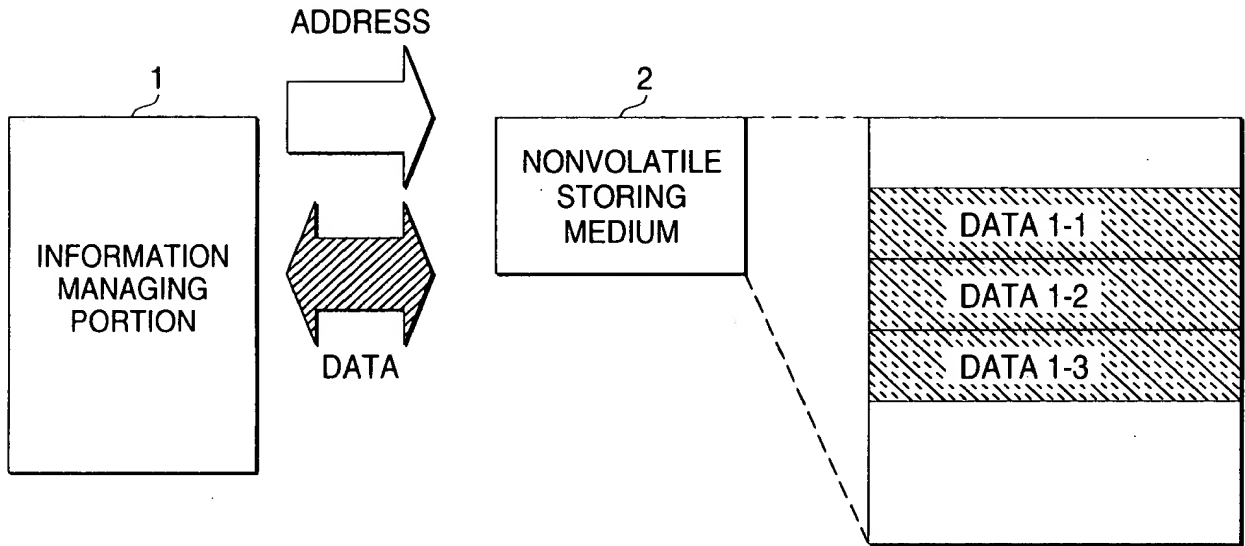 ADDRESS
1
2
INFORMATION
MANAGING
PORTION
DATA
NONVOLATILE
STORING
MEDIUM
DATA 1-1
DATA 1-2
DATA 1-3